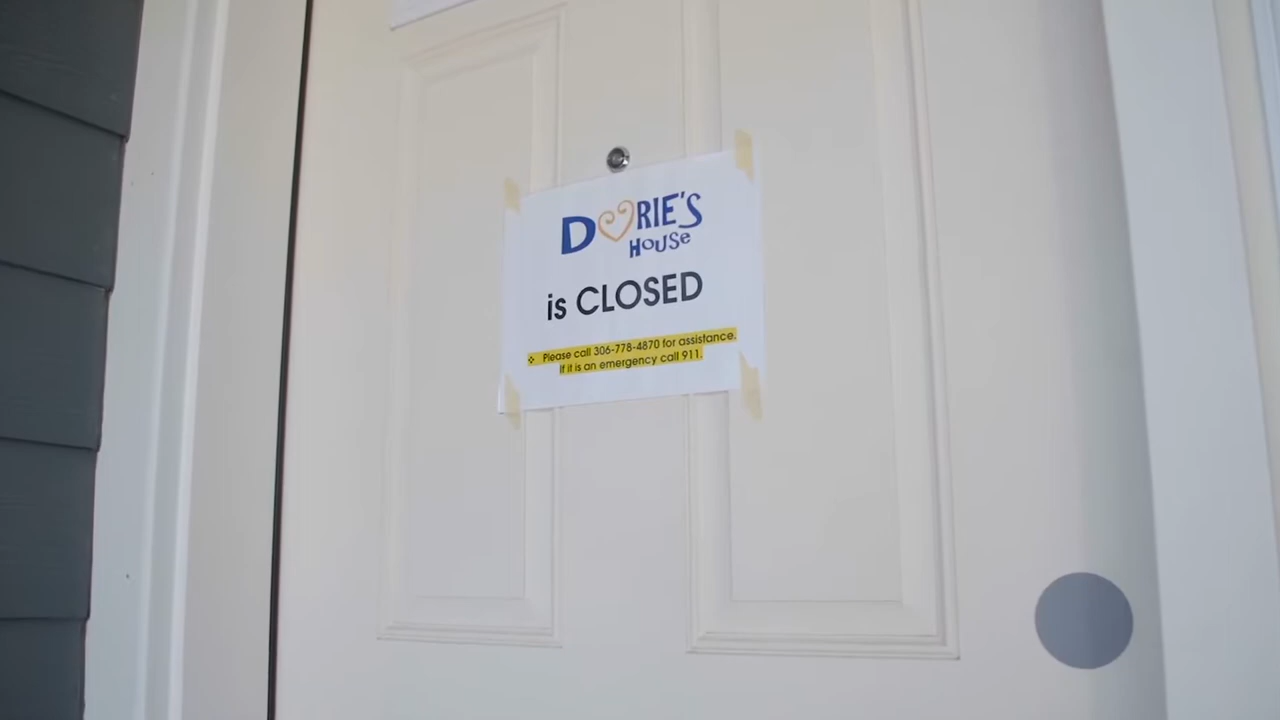 DORIE'S
HOUSE
is CLOSED
❖ Please call 306-778-4870 for assistance.
If it is an emergency call 911.